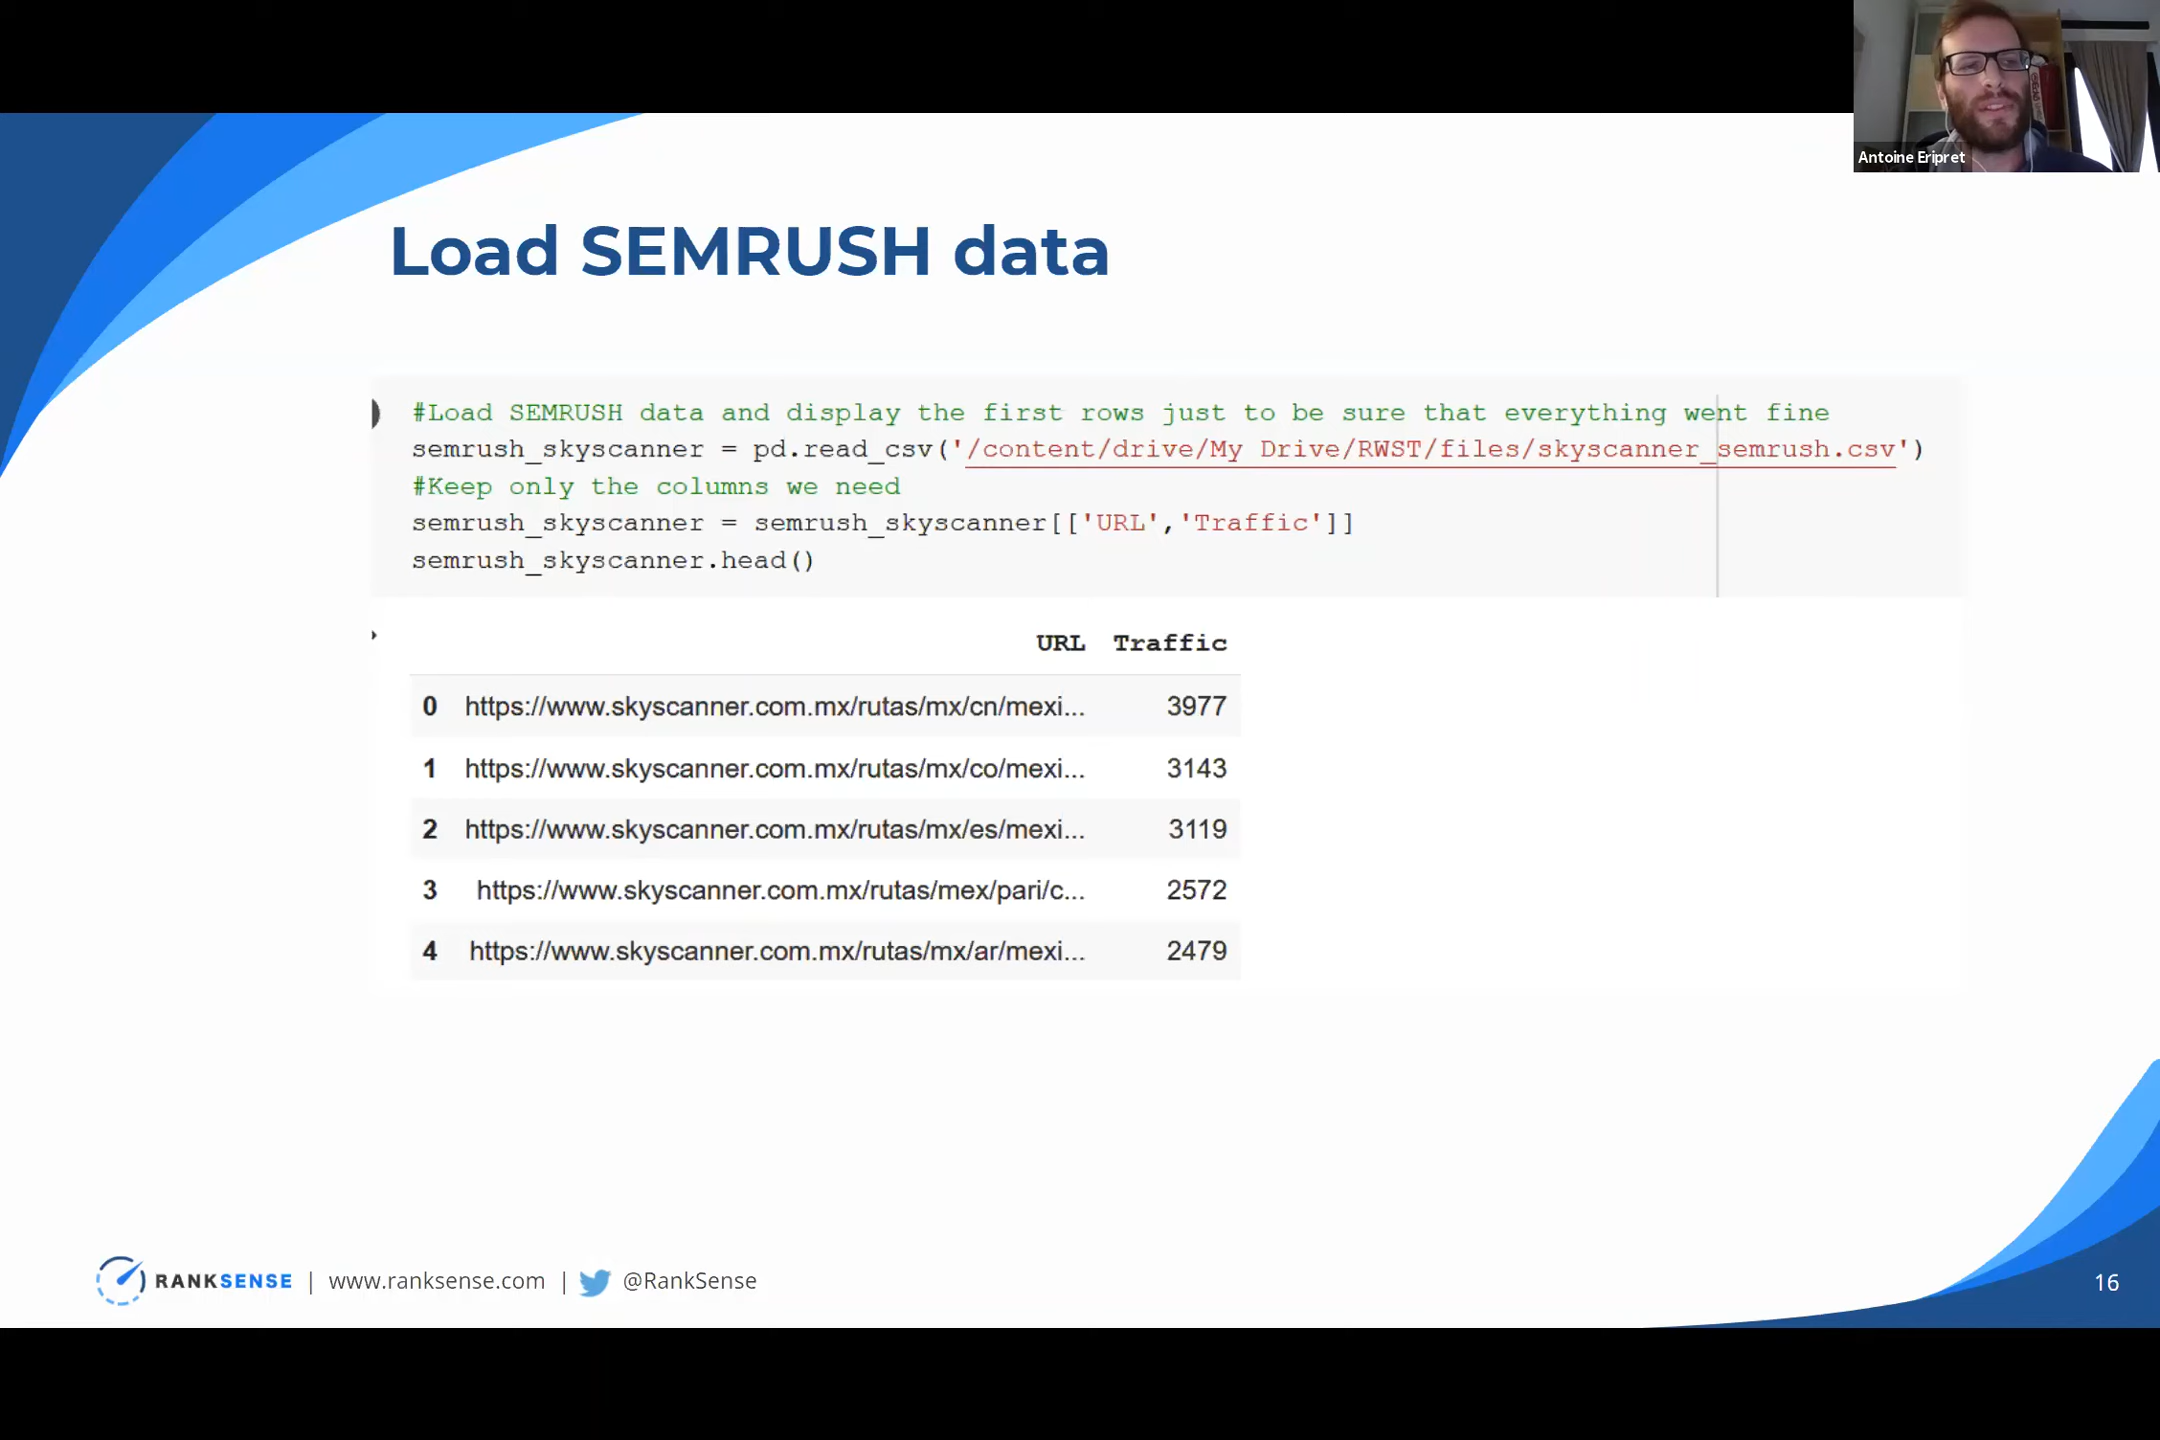 Antoine Eripret
Load SEMRUSH data
#Load SEMRUSH data and display the first rows just to be sure that everything went fine
semrush_skyscanner = pd.read_csv('/content/drive/My Drive/RWST/files/skyscanner_semrush.csv')
#Keep only the columns we need
semrush_skyscanner = semrush_skyscanner[['URL','Traffic']]
semrush_skyscanner.head()
URL Traffic
0 https://www.skyscanner.com.mx/rutas/mx/cn/mexi... 3977
1 https://www.skyscanner.com.mx/rutas/mx/co/mexi... 3143
2 https://www.skyscanner.com.mx/rutas/mx/es/mexi... 3119
3 https://www.skyscanner.com.mx/rutas/mex/pari/c... 2572
4 https://www.skyscanner.com.mx/rutas/mx/ar/mexi... 2479
RANKSENSE | www.ranksense.com | @RankSense
16